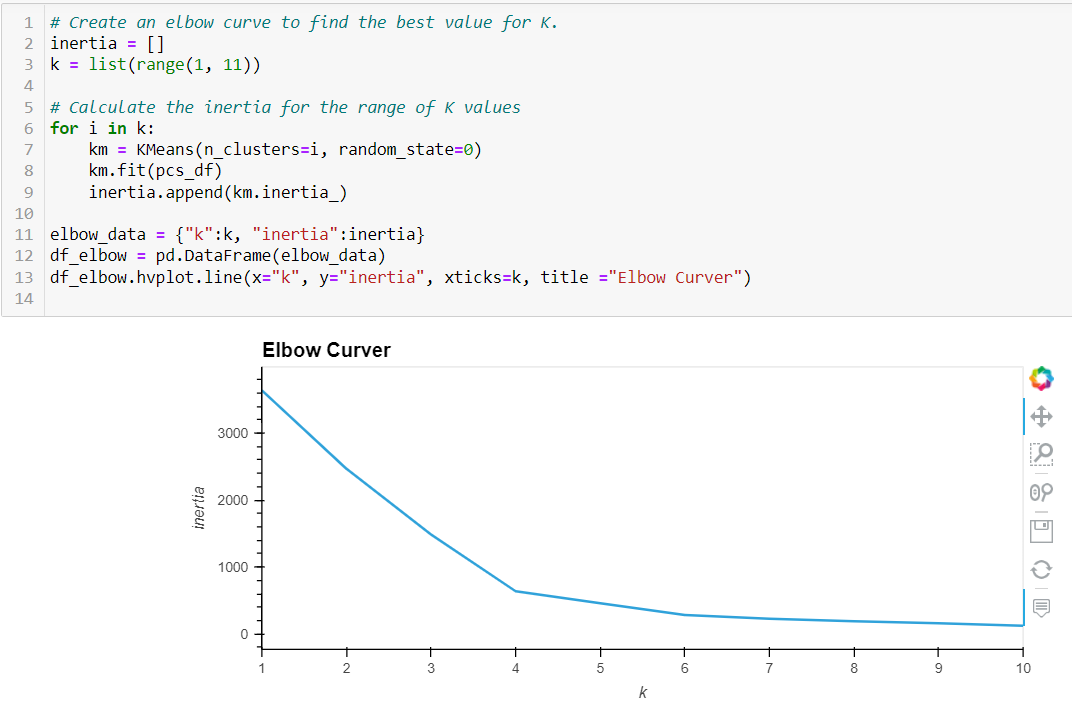 1 # Create an elbow curve to find the best value for K.
2 inertia = []
3 k = list(range(1, 11))
4
5 # Calculate the inertia for the range of K values
6 for i in k:
7     km = KMeans(n_clusters=i, random_state=0)
8     km.fit(pcs_df)
9     inertia.append(km.inertia_)
10
11 elbow_data = {"k":k, "inertia":inertia}
12 df_elbow = pd.DataFrame(elbow_data)
13 df_elbow.hvplot.line(x="k", y="inertia", xticks=k, title ="Elbow Curver")
14
Elbow Curver
3000
2000
1000
0
inertia
1 2 3 4 5 6 7 8 9 10
k